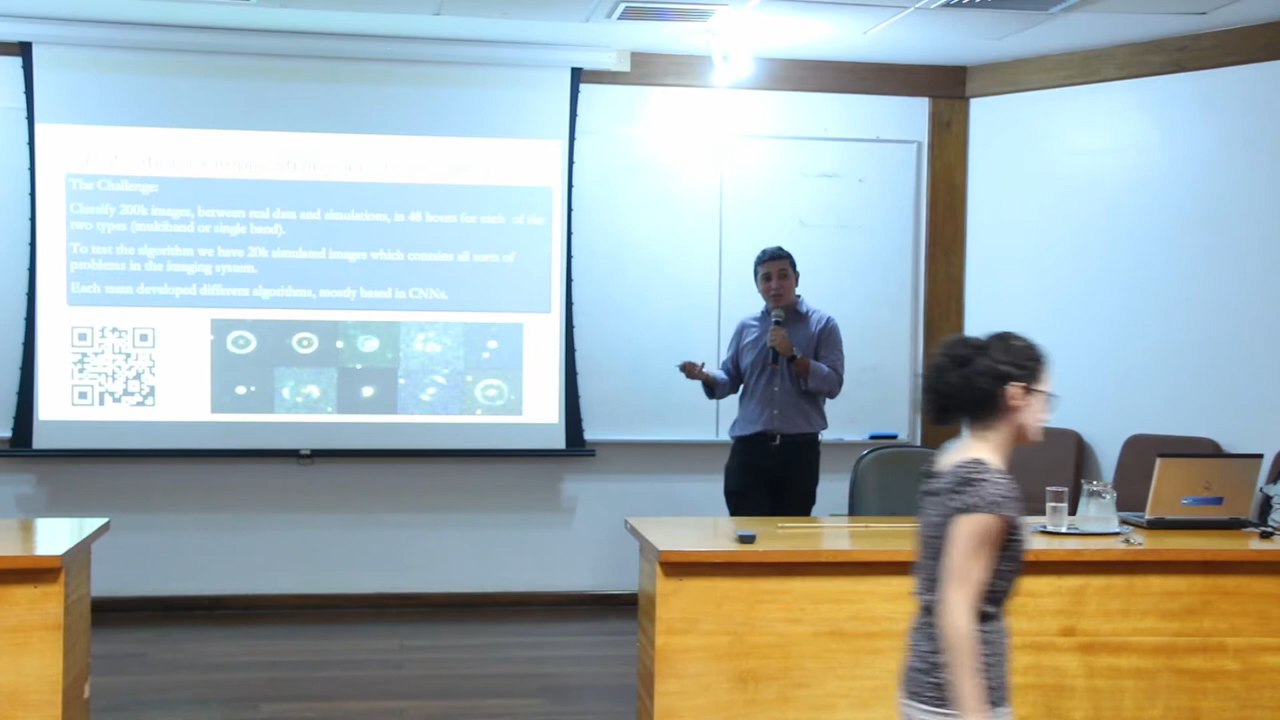 The Challenge:
Classify 200k images, between real data and simulations, in 48 hours for each of the
two types (multiband or single band).
To test the algorithm we have 20k simulated images which contains all sorts of
problems in the imaging system.
Each team developed different algorithms, mostly based in CNNs.